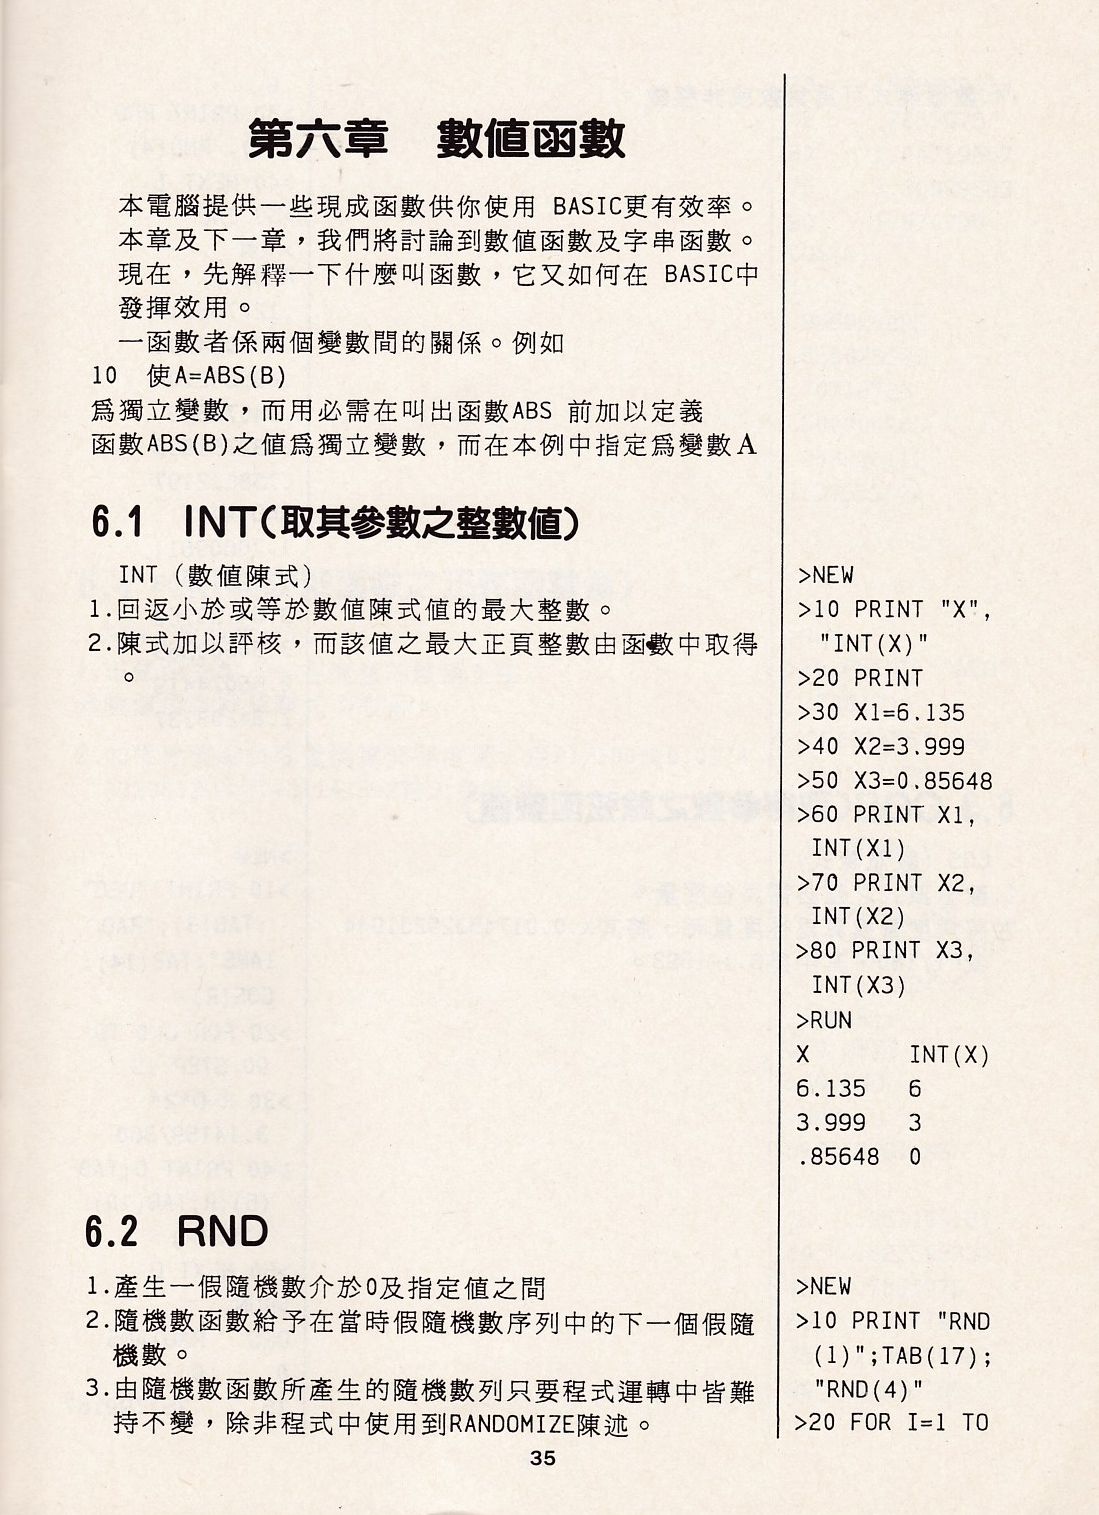 第六章 數值函數
本電腦提供一些現成函數供你使用 BASIC更有效率。
本章及下一章，我們將討論到數值函數及字串函數。
現在，先解釋一下什麼叫函數，它又如何在 BASIC中
發揮效用。
一函數者係兩個變數間的關係。例如
10 使A=ABS(B)
爲獨立變數，而用必需在叫出函數ABS 前加以定義
函數ABS(B)之值爲獨立變數，而在本例中指定爲變數A
6.1 INT(取其參數之整數值)
INT (數值陳式)
1.回返小於或等於數值陳式值的最大整數。
2.陳式加以評核，而該值之最大正頁整數由函數中取得
。
>NEW
>10 PRINT "X",
"INT(X)"
>20 PRINT
>30 X1=6.135
>40 X2=3.999
>50 X3=0.85648
>60 PRINT X1,
INT(X1)
>70 PRINT X2,
INT(X2)
>80 PRINT X3,
INT(X3)
>RUN
X INT(X)
6.135 6
3.999 3
.85648 0
6.2 RND
1.產生一假隨機數介於0及指定值之間
2.隨機數函數給予在當時假隨機數序列中的下一個假隨
機數。
3.由隨機數函數所產生的隨機數列只要程式運轉中皆難
持不變，除非程式中使用到RANDOMIZE陳述。
>NEW
>10 PRINT "RND
(1)";TAB(17);
"RND(4)"
>20 FOR I=1 TO
35